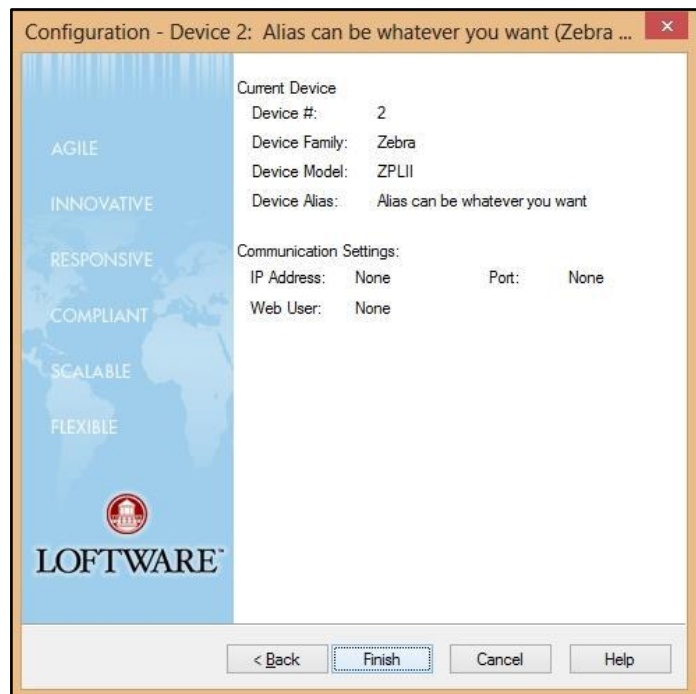 Configuration - Device 2: Alias can be whatever you want (Zebra ...
AGILE
INNOVATIVE
RESPONSIVE
COMPLIANT
SCALABLE
FLEXIBLE
LOFTWARE™
Current Device
Device #: 2
Device Family: Zebra
Device Model: ZPLII
Device Alias: Alias can be whatever you want
Communication Settings:
IP Address: None Port: None
Web User: None
< Back Finish Cancel Help